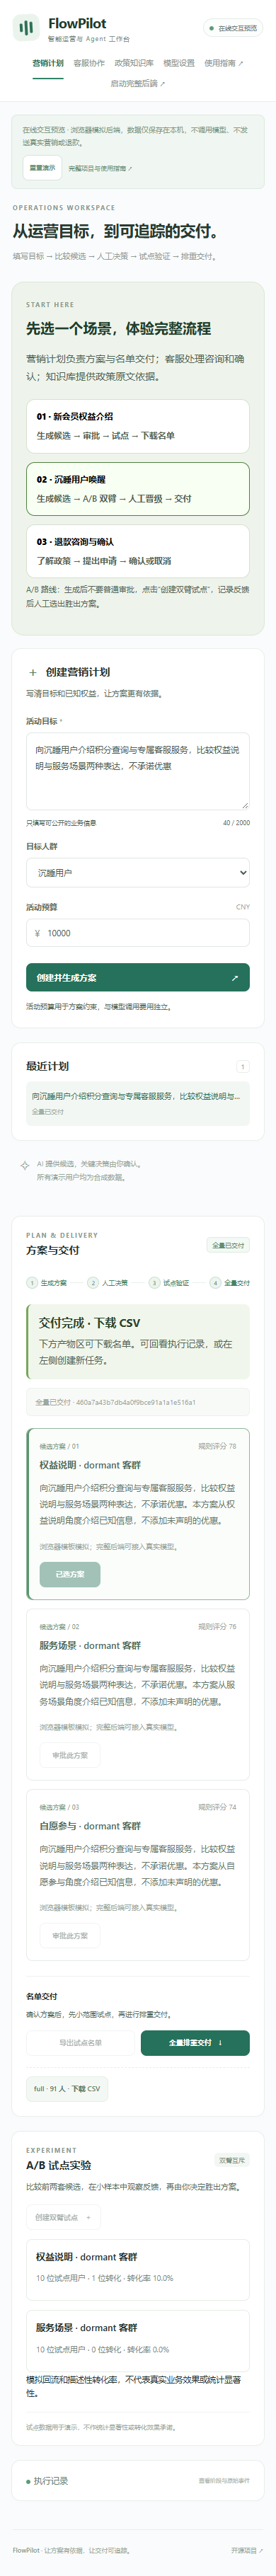 FlowPilot
智能运营与 Agent 工作台
在线交互预览
营销计划 客服协作 政策知识库 模型设置 使用指南 ↗
启动完整后端 ↗
在线交互预览 · 浏览器模拟后端，数据仅保存在本机，不调用模型、不发
送真实营销或退款。
重置演示 完整项目与使用指南 ↗
OPERATIONS WORKSPACE
从运营目标，到可追踪的交付。
填写目标 → 比较候选 → 人工决策 → 试点验证 → 排重交付。
START HERE
先选一个场景，体验完整流程
营销计划负责方案与名单交付；客服处理咨询和确
认；知识库提供政策原文依据。
01 · 新会员权益介绍
生成候选 → 审批 → 试点 → 下载名单
02 · 沉睡用户唤醒
生成候选 → A/B 双臂 → 人工晋级 → 交付
03 · 退款咨询与确认
了解政策 → 提出申请 → 确认或取消
A/B 路线：生成后不要普通审批，点击“创建双臂试点”，记录反馈
后人工选出胜出方案。
＋ 创建营销计划
写清目标和已知权益，让方案更有依据。
活动目标 *
向沉睡用户介绍积分查询与专属客服服务，比较权益说
明与服务场景两种表达，不承诺优惠
只填写可公开的业务信息 40 / 2000
目标人群
沉睡用户
活动预算 CNY
¥ 10000
创建并生成方案 ↗
活动预算用于方案约束，与模型调用费用独立。
最近计划 1
向沉睡用户介绍积分查询与专属客服服务，比较权益说明与...
全量已交付
AI 提供候选，关键决策由你确认。
所有演示用户均为合成数据。
PLAN & DELIVERY
方案与交付 全量已交付
1 生成方案 2 人工决策 3 试点验证 4 全量交付
交付完成 · 下载 CSV
下方产物区可下载名单。可回看执行记录，或在
左侧创建新任务。
全量已交付 · 480a7a43b7db4a0f9bce91a1a1e516a1
候选方案 / 01 规则评分 78
权益说明 · dormant 客群
向沉睡用户介绍积分查询与专属客服服务，比较权益
说明与服务场景两种表达，不承诺优惠。本方案从权
益说明角度介绍已知信息，不添加未声明的优惠。
浏览器模板模拟；完整后端可接入真实模型。
已选方案
候选方案 / 02 规则评分 76
服务场景 · dormant 客群
向沉睡用户介绍积分查询与专属客服服务，比较权益
说明与服务场景两种表达，不承诺优惠。本方案从服
务场景角度介绍已知信息，不添加未声明的优惠。
浏览器模板模拟；完整后端可接入真实模型。
审批此方案
候选方案 / 03 规则评分 74
自愿参与 · dormant 客群
向沉睡用户介绍积分查询与专属客服服务，比较权益
说明与服务场景两种表达，不承诺优惠。本方案从自
愿参与角度介绍已知信息，不添加未声明的优惠。
浏览器模板模拟；完整后端可接入真实模型。
审批此方案
名单交付
确认方案后，先小范围试点，再进行排重交付。
导出试点名单 全量排重交付 ↓
full · 91 人 · 下载 CSV
EXPERIMENT
A/B 试点实验 双臂互斥
比较前两套候选，在小样本中观察反馈，再由你决定胜出方案。
创建双臂试点 ＋
权益说明 · dormant 客群
10 位试点用户 · 1 位转化 · 转化率 10.0%
服务场景 · dormant 客群
10 位试点用户 · 0 位转化 · 转化率 0.0%
模拟回流和描述性转化率，不代表真实业务效果或统计显著
性。
试点数据用于演示，不作统计显著性或转化效果承诺。
执行记录 查看阶段与原始事件
FlowPilot · 让方案有依据，让交付可追踪。 开源项目 ↗